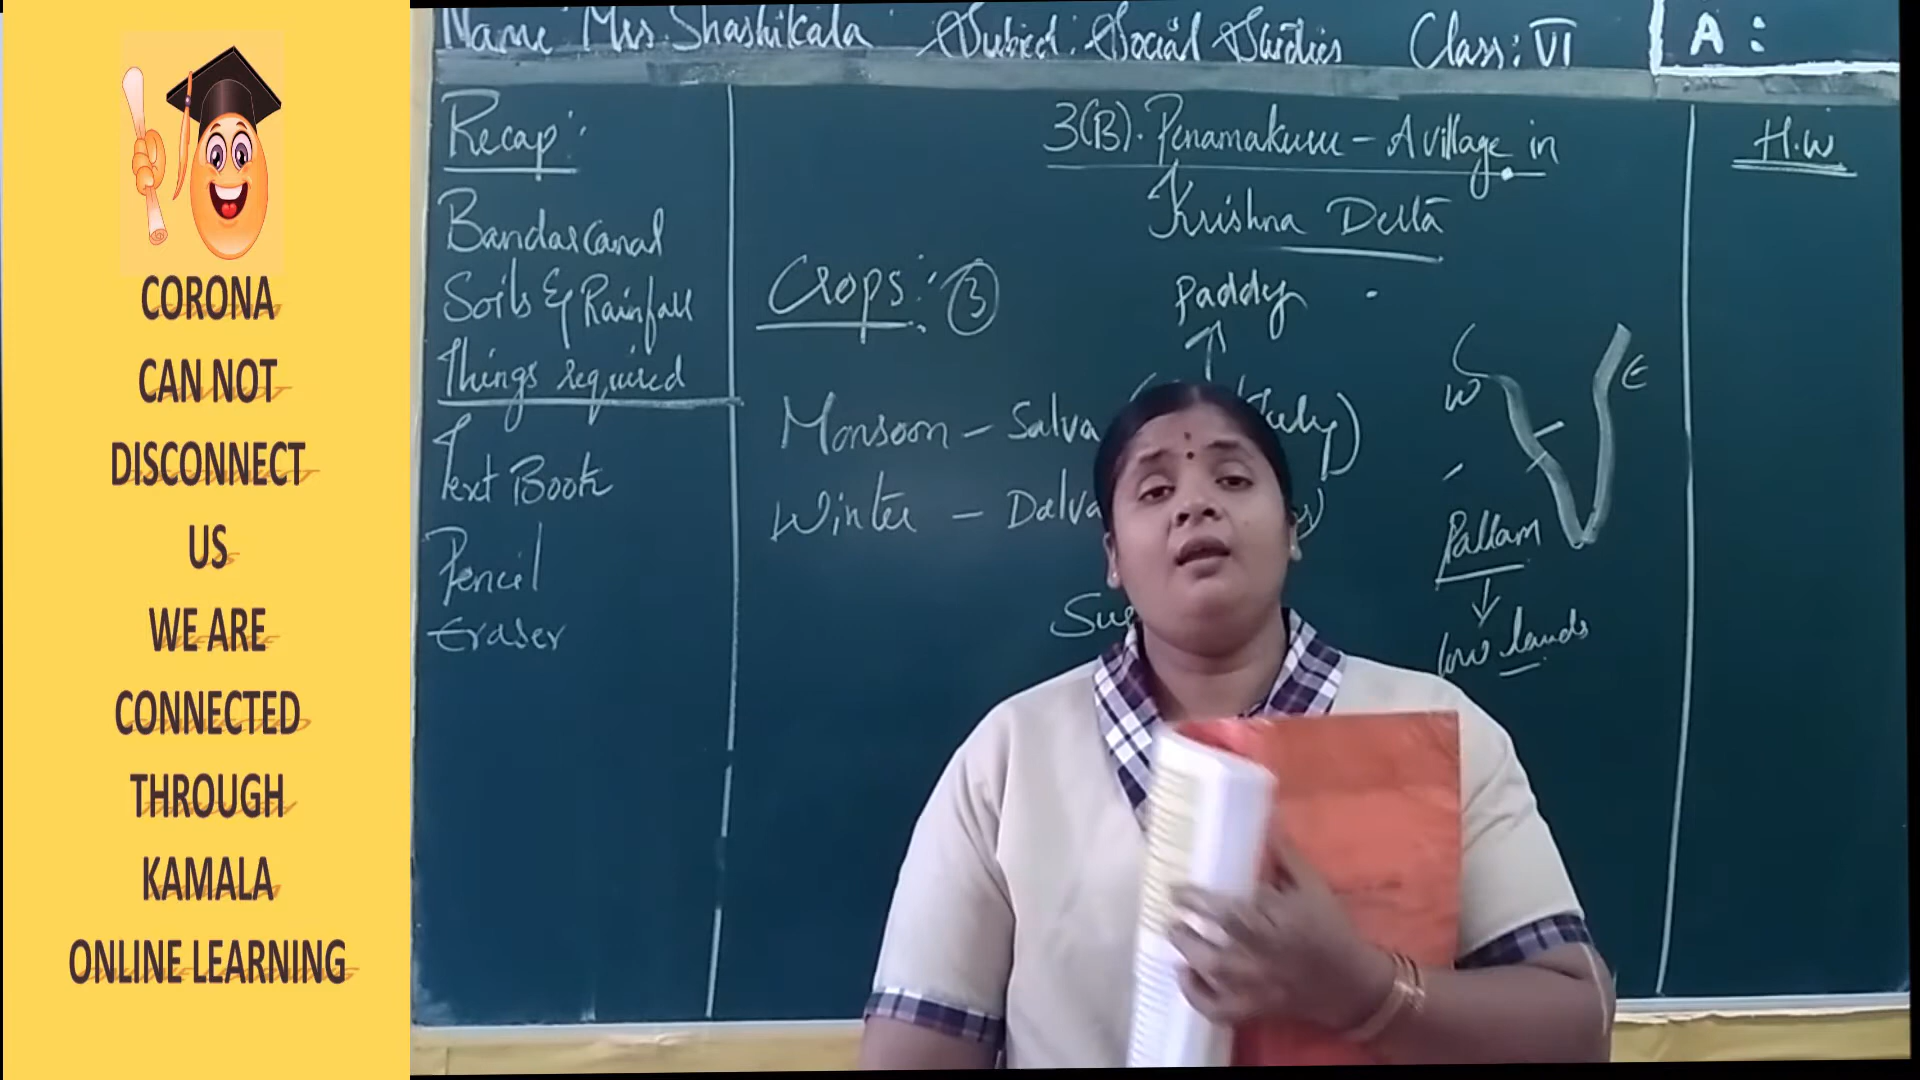 CORONA
CAN NOT
DISCONNECT
US
WE ARE
CONNECTED
THROUGH
KAMALA
ONLINE LEARNING
Name: Mrs. Shashikala Subject: Social Studies Class: VI
A:
Recap:
Bandar canal
Soils & Rainfall
Things required
Text Book
Pencil
Eraser
3(B). Penamakuru - A village in
Krishna Delta
Crops: 3
Paddy
Monsoon - Salva ( July)
Winter - Dalva )
W
E
Pallam
low lands
H.W